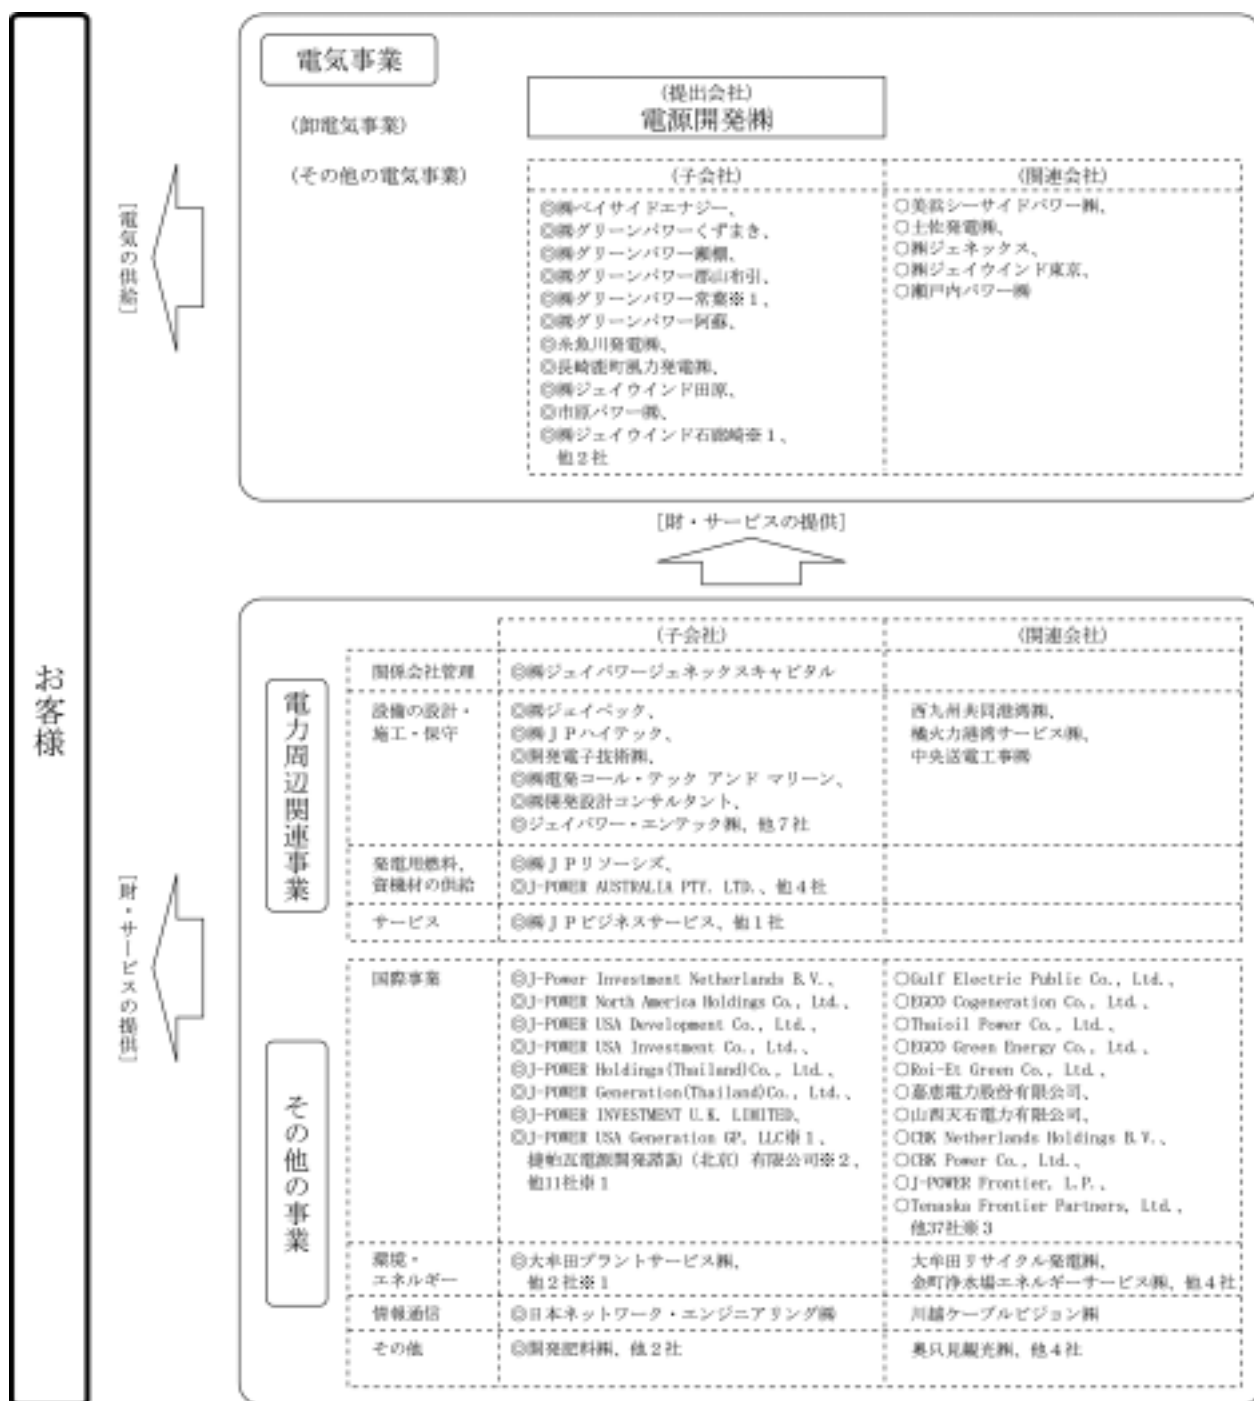 お客様
[電気の供給]
[財・サービスの提供]
電気事業
(卸電気事業)
(提出会社)
電源開発㈱
(その他の電気事業)
(子会社)
◎㈱ベイサイドエナジー、
◎㈱グリーンパワーくずまき、
◎㈱グリーンパワー瀬棚、
◎㈱グリーンパワー郡山布引、
◎㈱グリーンパワー常葉※1、
◎㈱グリーンパワー阿蘇、
◎糸魚川発電㈱、
◎長崎鹿町風力発電㈱、
◎㈱ジェイウインド田原、
◎市原パワー㈱、
◎㈱ジェイウインド石廊崎※1、
他2社
(関連会社)
○美浜シーサイドパワー㈱、
○土佐発電㈱、
○㈱ジェネックス、
○㈱ジェイウインド東京、
○瀬戸内パワー㈱
[財・サービスの提供]
電力周辺関連事業
(子会社)
(関連会社)
関係会社管理
◎㈱ジェイパワージェネックスキャピタル
設備の設計・
施工・保守
◎㈱ジェイペック、
◎㈱JPハイテック、
◎開発電子技術㈱、
◎㈱電発コール・テック アンド マリーン、
◎㈱開発設計コンサルタント、
◎ジェイパワー・エンテック㈱、他7社
西九州共同港湾㈱、
橘火力港湾サービス㈱、
中央送電工事㈱
発電用燃料、
資機材の供給
◎㈱JPリソーシズ、
◎J-POWER AUSTRALIA PTY. LTD.、他4社
サービス
◎㈱JPビジネスサービス、他1社
その他の事業
国際事業
◎J-Power Investment Netherlands B.V.、
◎J-POWER North America Holdings Co., Ltd.、
◎J-POWER USA Development Co., Ltd.、
◎J-POWER USA Investment Co., Ltd.、
◎J-POWER Holdings(Thailand)Co., Ltd.、
◎J-POWER Generation(Thailand)Co., Ltd.、
◎J-POWER INVESTMENT U.K. LIMITED、
◎J-POWER USA Generation GP, LLC※1、
電源開発諮詢(北京)有限公司※2、
他11社※1
○Gulf Electric Public Co., Ltd.、
○EGCO Cogeneration Co., Ltd.、
○Thaioil Power Co., Ltd.、
○EGCO Green Energy Co., Ltd.、
○Roi-Et Green Co., Ltd.、
○嘉恵電力股份有限公司、
○山西天石電力有限公司、
○CBK Netherlands Holdings B.V.、
○CBK Power Co., Ltd.、
○J-POWER Frontier, L.P.、
○Tenaska Frontier Partners, Ltd.、
他37社※3
環境・
エネルギー
◎大牟田プラントサービス㈱、
他2社※1
大牟田リサイクル発電㈱、
金町浄水場エネルギーサービス㈱、他4社
情報通信
◎日本ネットワーク・エンジニアリング㈱
川越ケーブルビジョン㈱
その他
◎開発肥料㈱、他2社
奥只見観光㈱、他4社